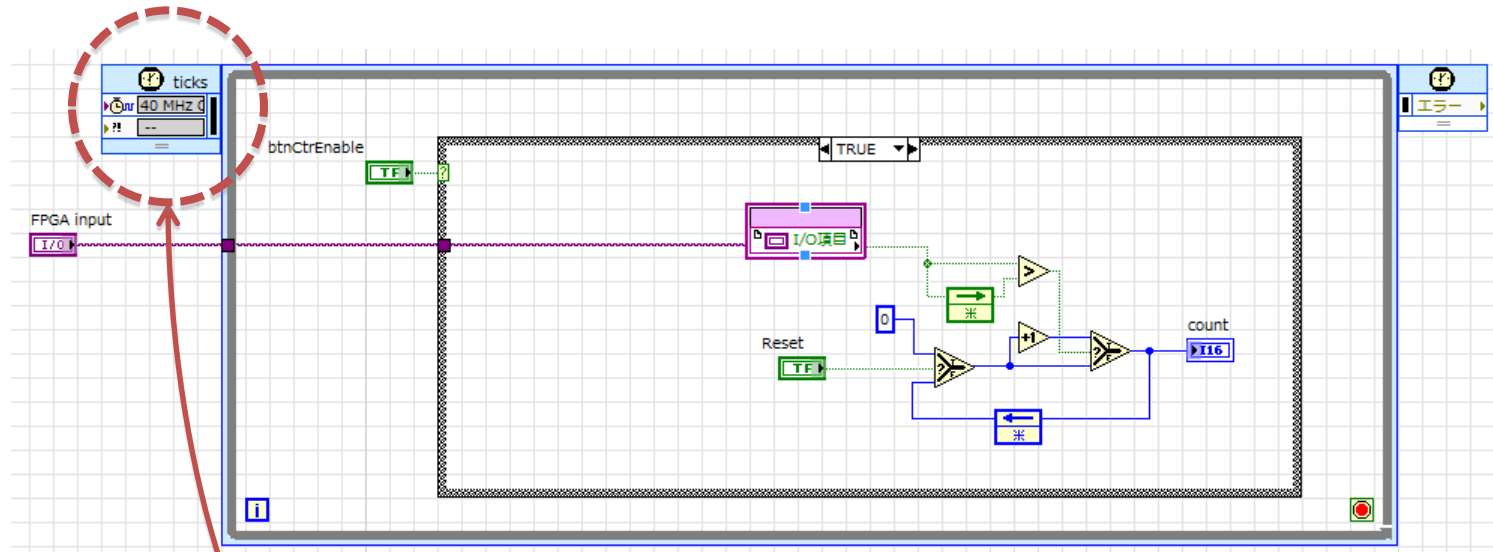 ticks
40 MHz
?!
--
エラー
btnCtrEnable
TF
?
TRUE
FPGA input
I/O
I/O項目
>
0
+1
count
I16
Reset
TF
?
T
F
?
T
F
i